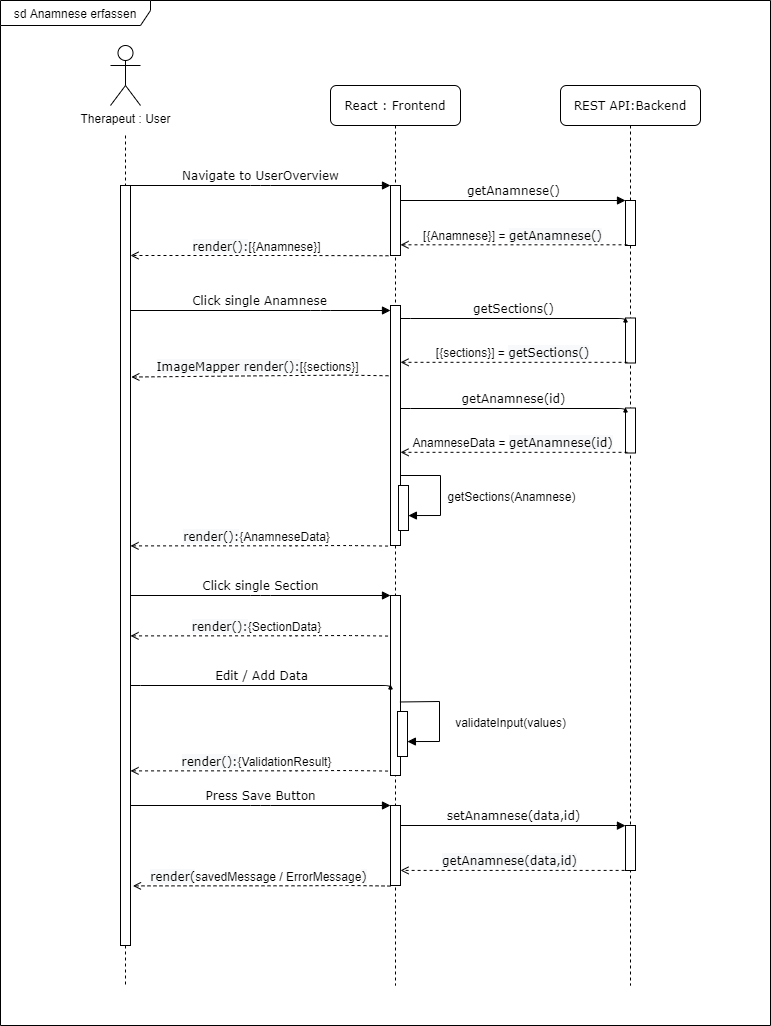 sd Anamnese erfassen
Therapeut : User
React : Frontend
REST API:Backend
Navigate to UserOverview
getAnamnese()
[{Anamnese}] = getAnamnese()
render():[{Anamnese}]
Click single Anamnese
getSections()
[{sections}] = getSections()
ImageMapper render():[{sections}]
getAnamnese(id)
AnamneseData = getAnamnese(id)
getSections(Anamnese)
render():{AnamneseData}
Click single Section
render():{SectionData}
Edit / Add Data
validateInput(values)
render():{ValidationResult}
Press Save Button
setAnamnese(data,id)
getAnamnese(data,id)
render(savedMessage / ErrorMessage)